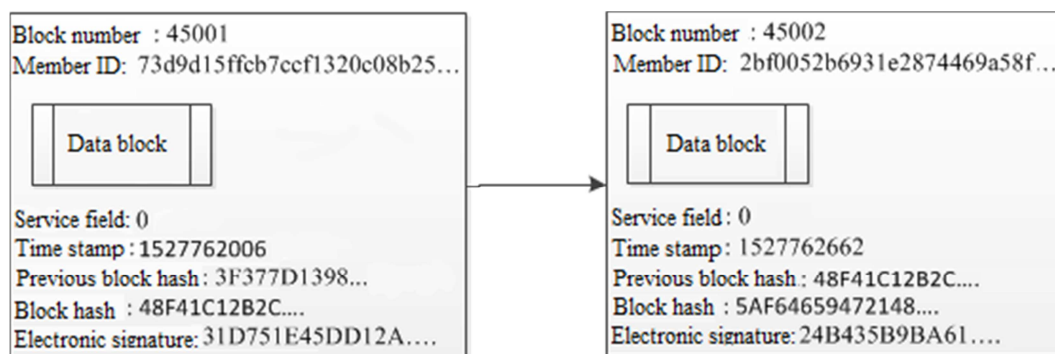 Block number : 45001
Member ID: 73d9d15ffcb7ccf1320c08b25...
Data block
Service field: 0
Time stamp : 1527762006
Previous block hash : 3F377D1398...
Block hash : 48F41C12B2C....
Electronic signature: 31D751E45DD12A....
Block number : 45002
Member ID: 2bf0052b6931e2874469a58f...
Data block
Service field : 0
Time stamp : 1527762662
Previous block hash : 48F41C12B2C....
Block hash : 5AF64659472148....
Electronic signature: 24B435B9BA61....